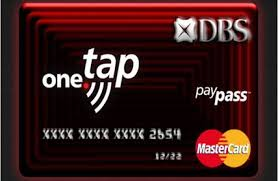 DBS
one.tap
paypass
XXXX XXXX XXXX 2654
12/22
MasterCard